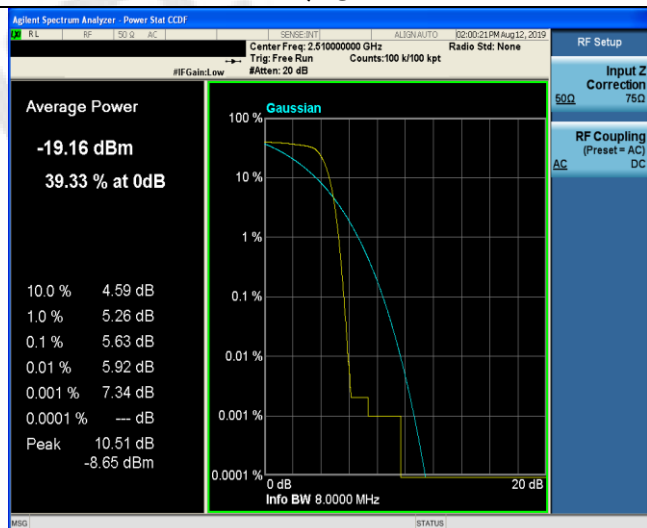 Agilent Spectrum Analyzer - Power Stat CCDF
RL RF 50 Ω AC SENSE:INT ALIGN AUTO 02:00:21 PM Aug 12, 2019
Center Freq: 2.510000000 GHz Radio Std: None
Trig: Free Run Counts:100 k/100 kpt
#IFGain:Low #Atten: 20 dB
RF Setup
Input Z
Correction
50Ω 75Ω
RF Coupling
(Preset = AC)
AC DC
Average Power
-19.16 dBm
39.33 % at 0dB
10.0 % 4.59 dB
1.0 % 5.26 dB
0.1 % 5.63 dB
0.01 % 5.92 dB
0.001 % 7.34 dB
0.0001 % --- dB
Peak 10.51 dB
-8.65 dBm
Gaussian
100 %
10 %
1 %
0.1 %
0.01 %
0.001 %
0.0001 %
0 dB 20 dB
Info BW 8.0000 MHz
MSG STATUS